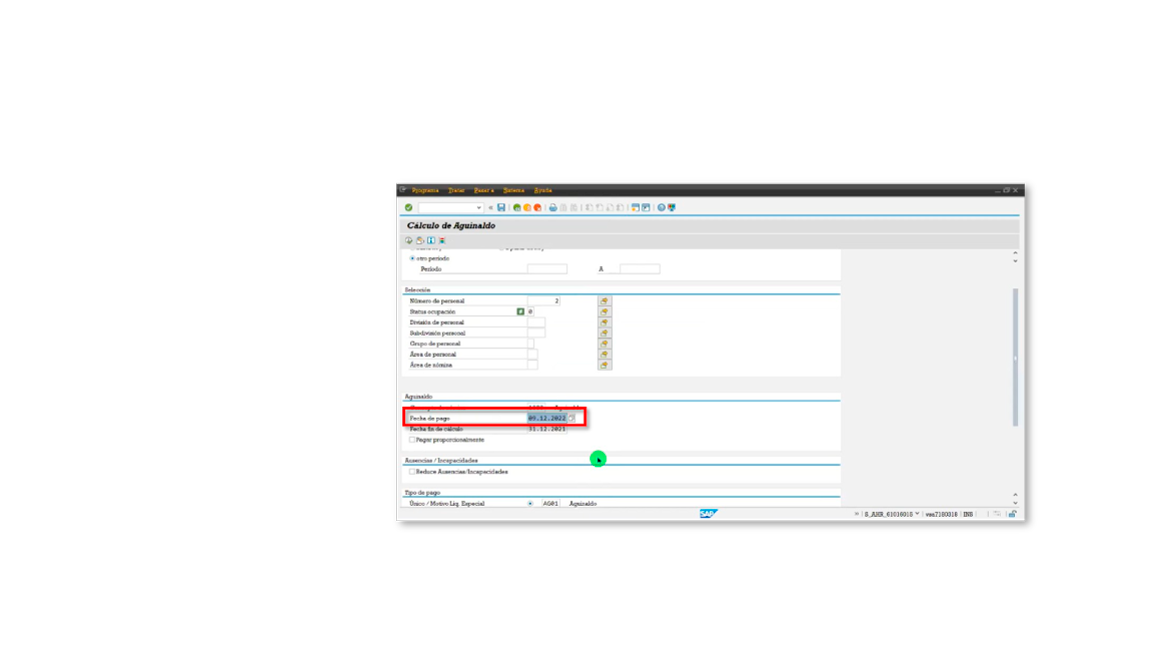 Programa Tratar Pasar a Sistema Ayuda
Cálculo de Aguinaldo
otro período
Período A
Selección
Número de personal 2
Status ocupación 0
División de personal
Subdivisión personal
Grupo de personal
Área de personal
Área de nómina
Aguinaldo
Fecha de pago 09.12.2022
Fecha fin de cálculo 31.12.2021
Pagar proporcionalmente
Ausencias / Incapacidades
Reduce Ausencias/Incapacidades
Tipo de pago
Único / Motivo Liq. Especial AG01 Aguinaldo
SAP S_AHR_61016015 INS